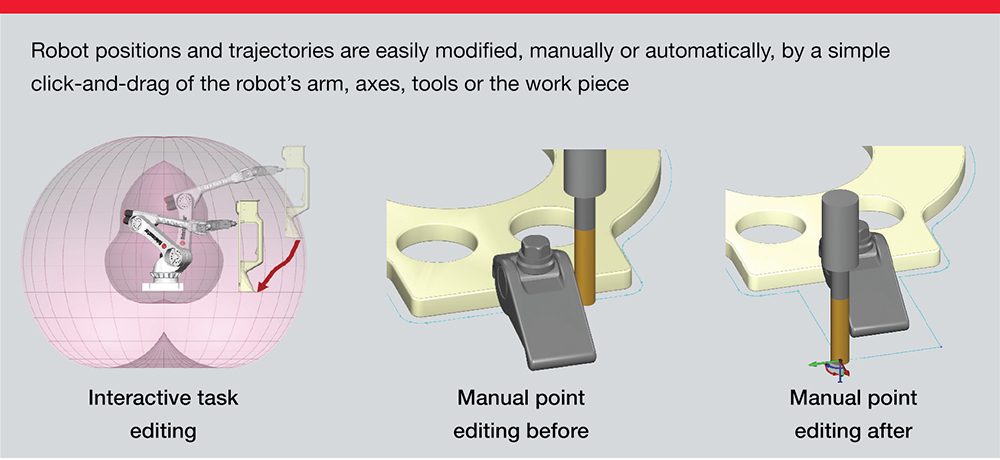 Robot positions and trajectories are easily modified, manually or automatically, by a simple
click-and-drag of the robot’s arm, axes, tools or the work piece
Interactive task
editing
Manual point
editing before
Manual point
editing after